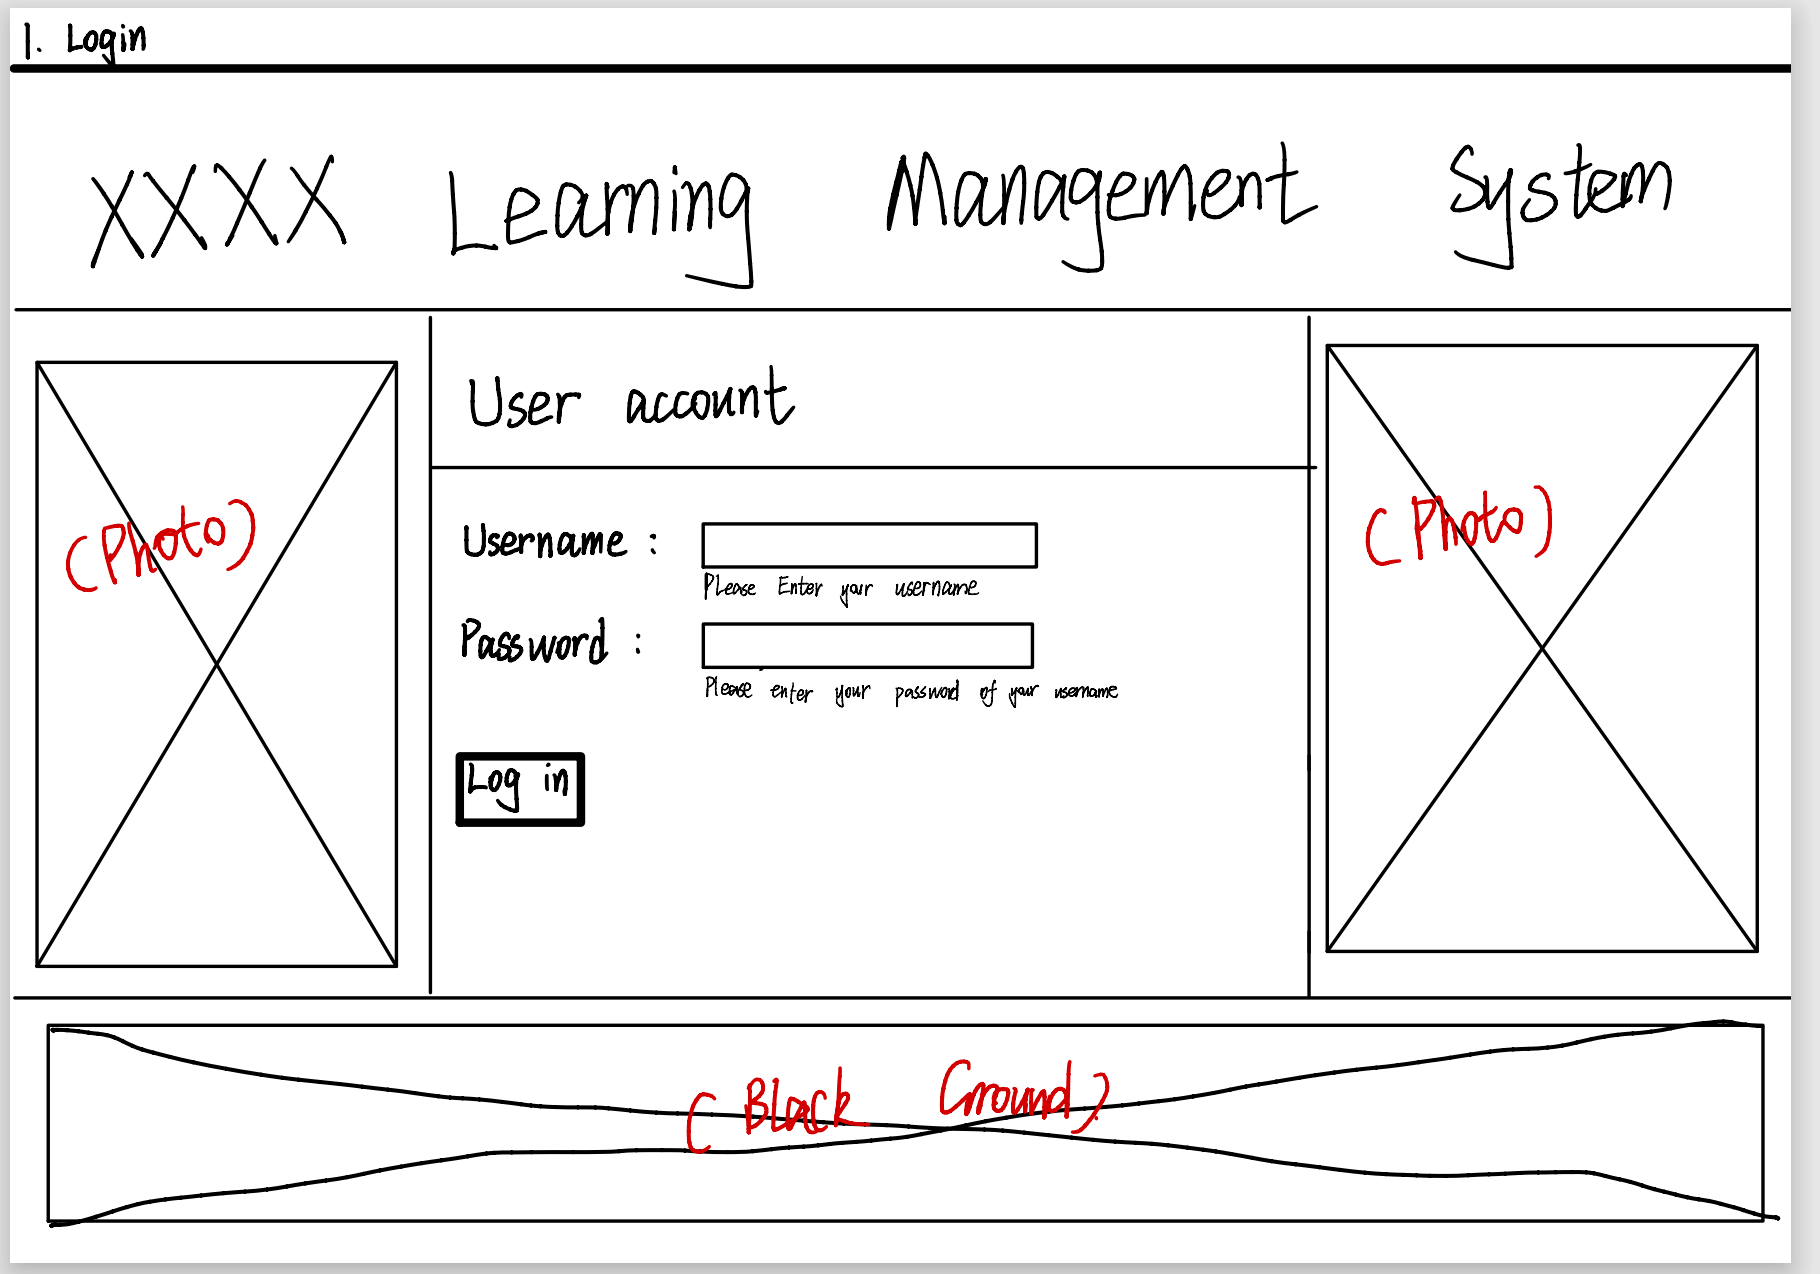 1. Login
XXXX Learning Management System
User account
(Photo)
(Photo)
Username :
Please Enter your username
Password :
Please enter your password of your username
Log in
(Black Ground)